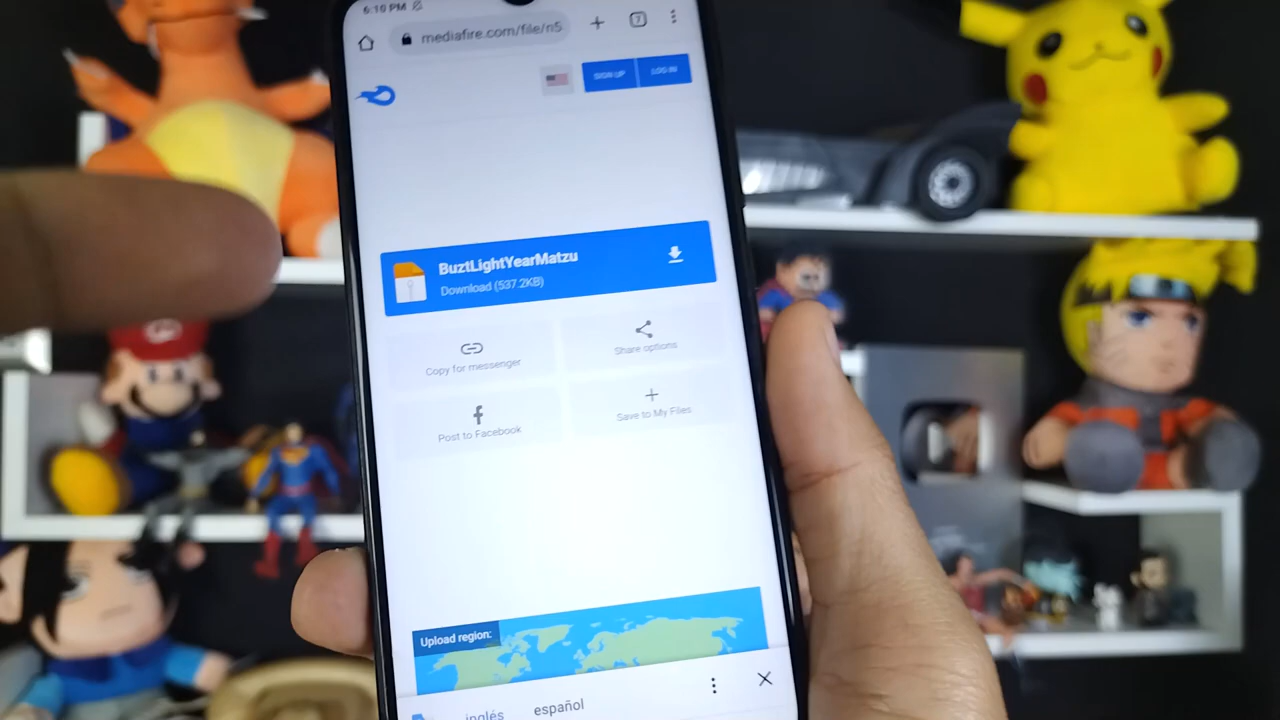 6:10 PM
mediafire.com/file/n5
7
SIGN UP
LOG IN
BuztLightYearMatzu
Download (537.2KB)
Copy for messenger
Share options
Post to Facebook
Save to My Files
Upload region:
inglés
español